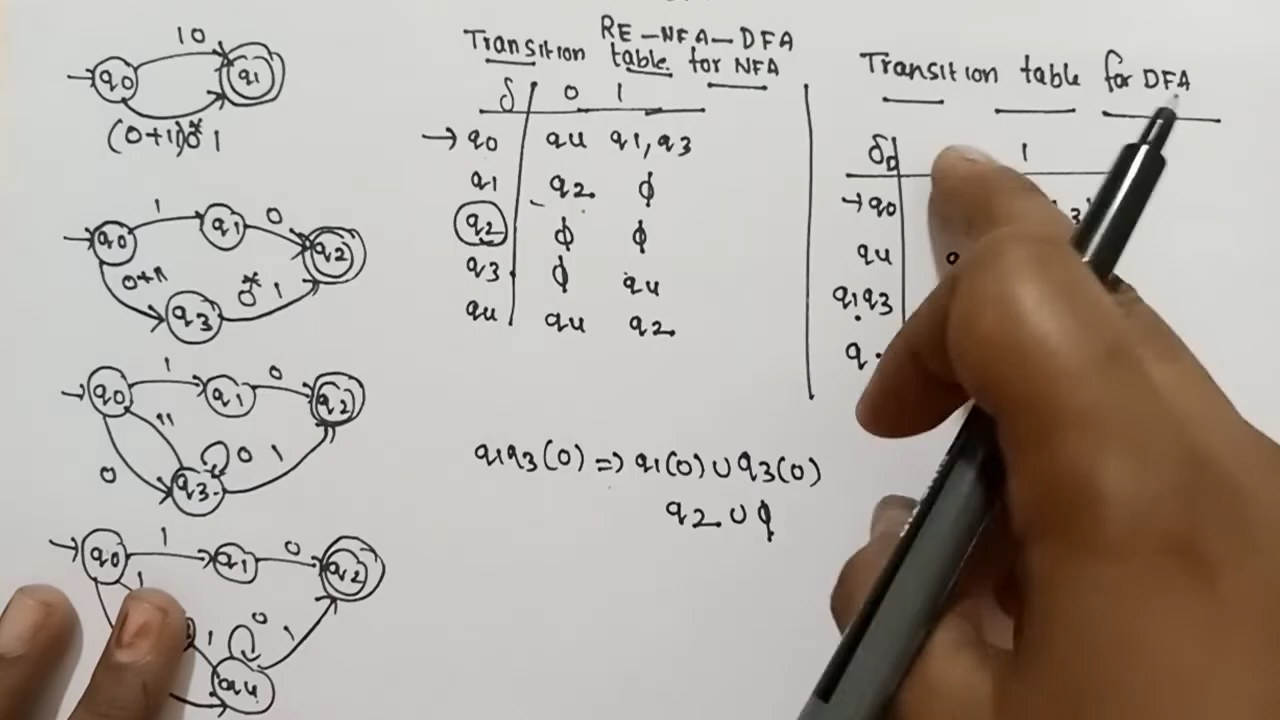 RE - NFA - DFA
Transition table for NFA
δ 0 1
→ q0 q4 q1, q3
q1 q2 ϕ
q2 ϕ ϕ
q3 ϕ q4
q4 q4 q2
q1q3(0) => q1(0) ∪ q3(0)
q2 ∪ ϕ
Transition table for DFA
δd 1
→ q0
q4
q1q3
q
10
q0 q1
(0+11)0* 1
1 0
q0 q1 q2
0+11 0* 1
q3
1 0
q0 q1 q2
11 0 1
0
q3
1 0
q0 q1 q2
1 0
1 1
q4